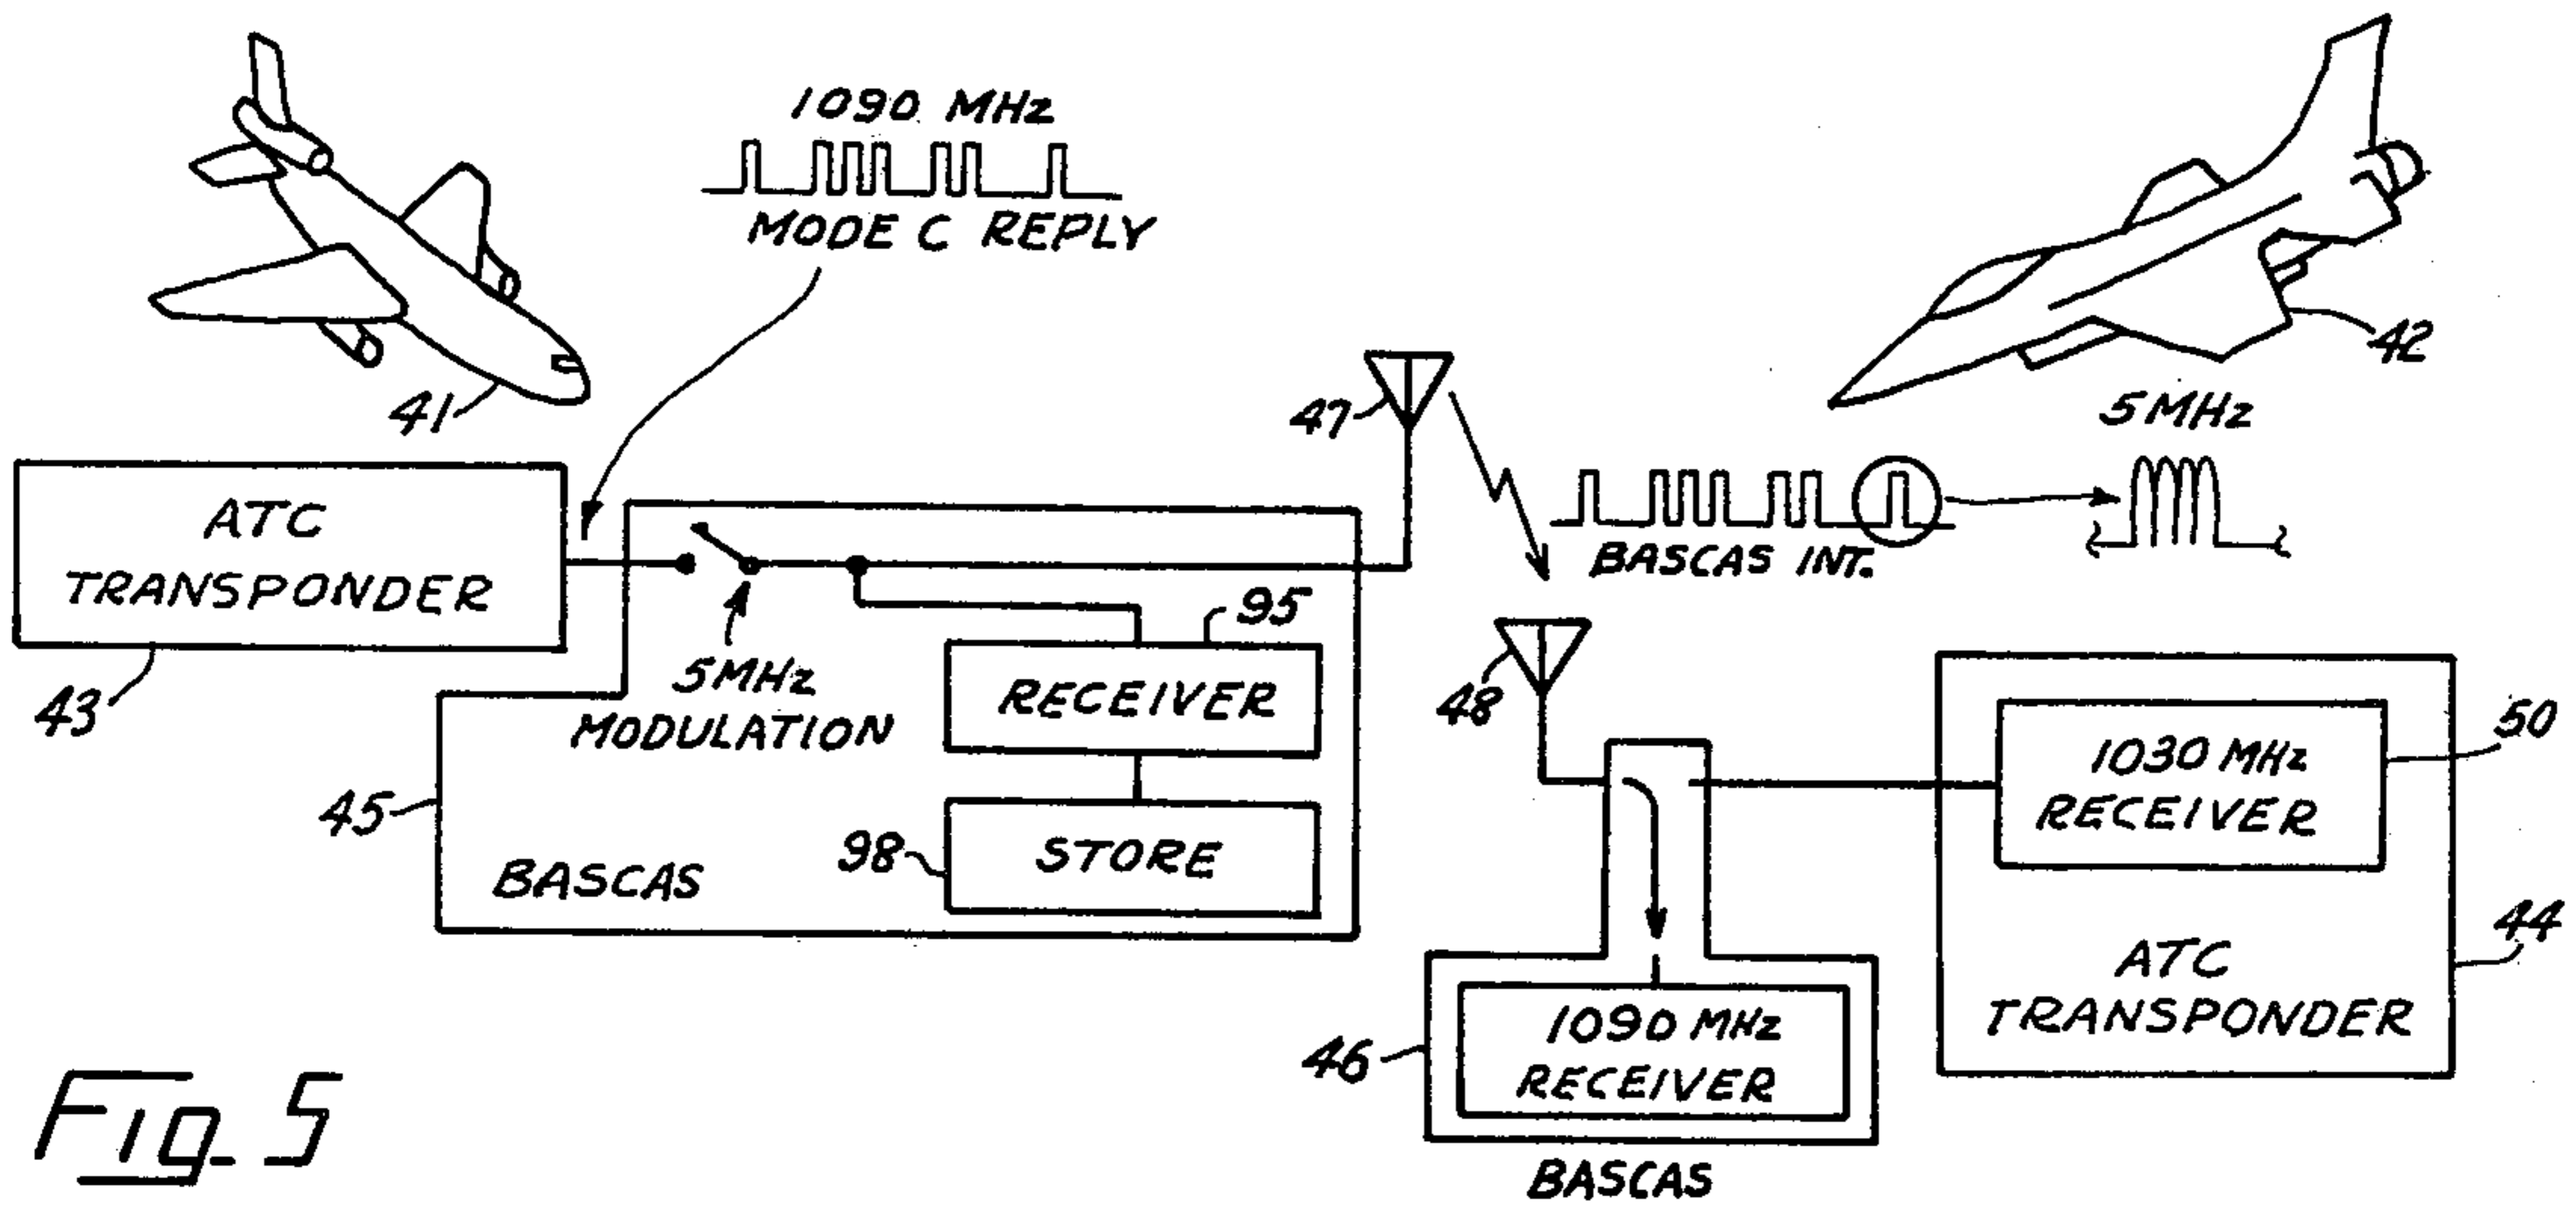 1090 MHz
MODE C REPLY
41
42
5MHz
47
ATC
TRANSPONDER
43
5MHz
MODULATION
95
RECEIVER
98
STORE
45
BASCAS
BASCAS INT.
48
1030 MHz
RECEIVER
50
44
ATC
TRANSPONDER
46
1090 MHz
RECEIVER
BASCAS
Fig. 5